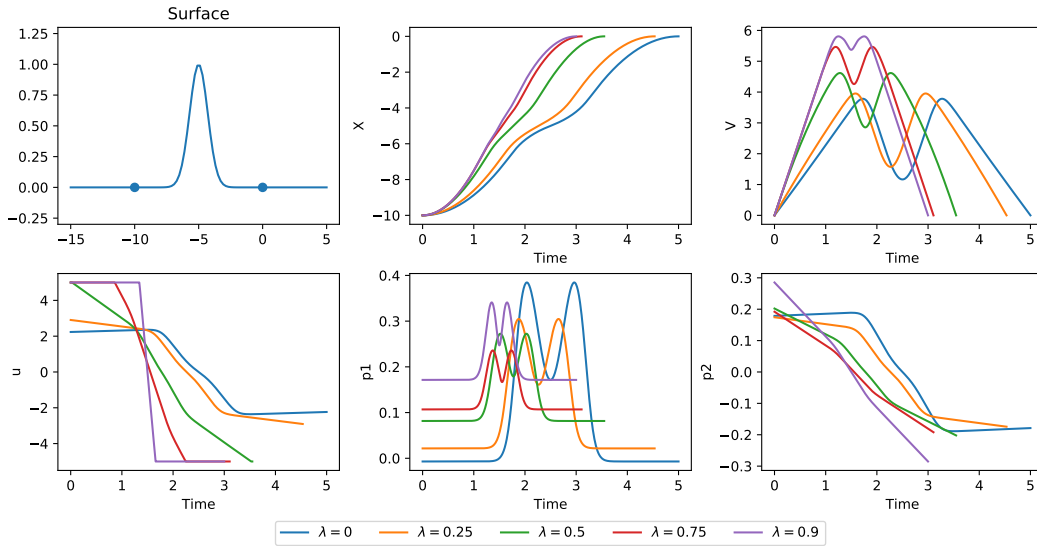 Surface
1.25
1.00
0.75
0.50
0.25
0.00
−0.25
−15 −10 −5 0 5
X
0
−2
−4
−6
−8
−10
0 1 2 3 4 5
Time
V
6
5
4
3
2
1
0
0 1 2 3 4 5
Time
u
4
2
0
−2
−4
0 1 2 3 4 5
Time
p1
0.4
0.3
0.2
0.1
0.0
0 1 2 3 4 5
Time
p2
0.3
0.2
0.1
0.0
−0.1
−0.2
−0.3
0 1 2 3 4 5
Time
λ = 0 λ = 0.25 λ = 0.5 λ = 0.75 λ = 0.9